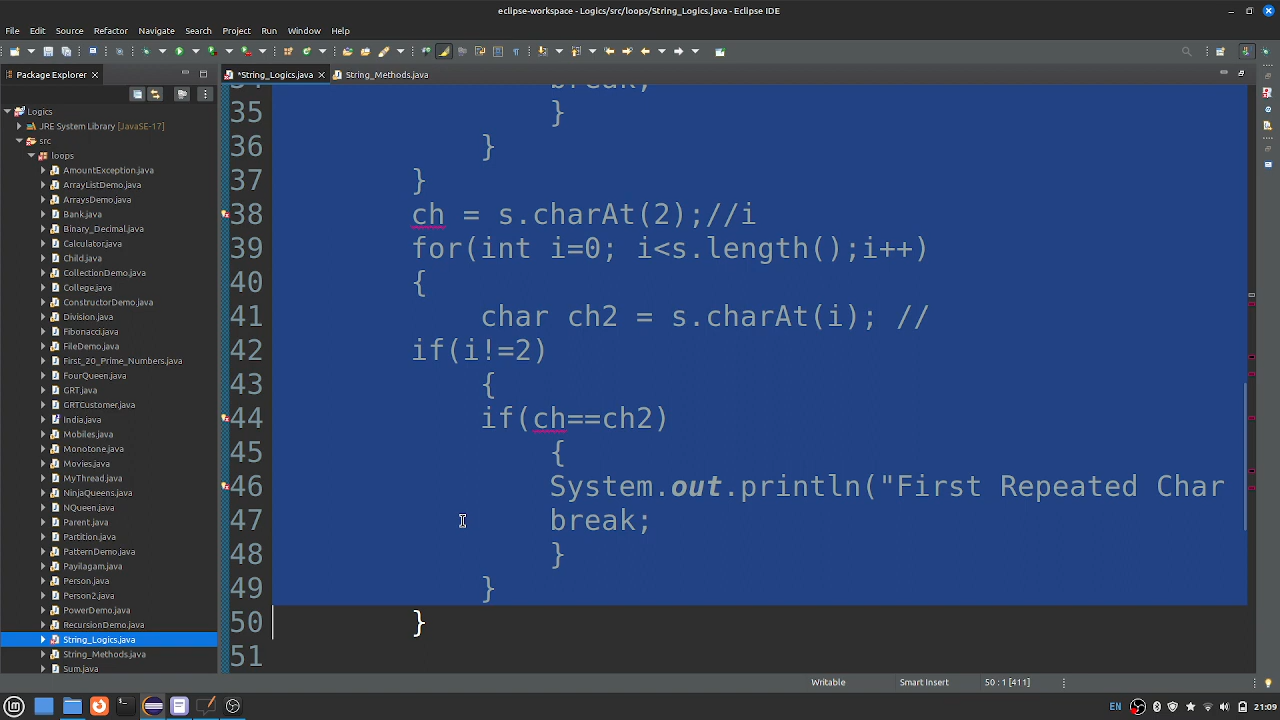 eclipse-workspace - Logics/src/loops/String_Logics.java - Eclipse IDE
File Edit Source Refactor Navigate Search Project Run Window Help
Package Explorer
*String_Logics.java
String_Methods.java
Logics
JRE System Library [JavaSE-17]
src
loops
AmountException.java
ArrayListDemo.java
ArraysDemo.java
Bank.java
Binary_Decimal.java
Calculator.java
Child.java
CollectionDemo.java
College.java
ConstructorDemo.java
Division.java
Fibonacci.java
FileDemo.java
First_20_Prime_Numbers.java
FourQueen.java
GRT.java
GRTCustomer.java
India.java
Mobiles.java
Monotone.java
Movies.java
MyThread.java
NinjaQueens.java
NQueen.java
Parent.java
Partition.java
PatternDemo.java
Payilagam.java
Person.java
Person2.java
PowerDemo.java
RecursionDemo.java
String_Logics.java
String_Methods.java
Sum.java
34 break;
35 }
36 }
37 }
38 ch = s.charAt(2);//i
39 for(int i=0; i<s.length();i++)
40 {
41 char ch2 = s.charAt(i); //
42 if(i!=2)
43 {
44 if(ch==ch2)
45 {
46 System.out.println("First Repeated Char
47 break;
48 }
49 }
50 }
51
Writable
Smart Insert
50 : 1 [411]
EN
21:09